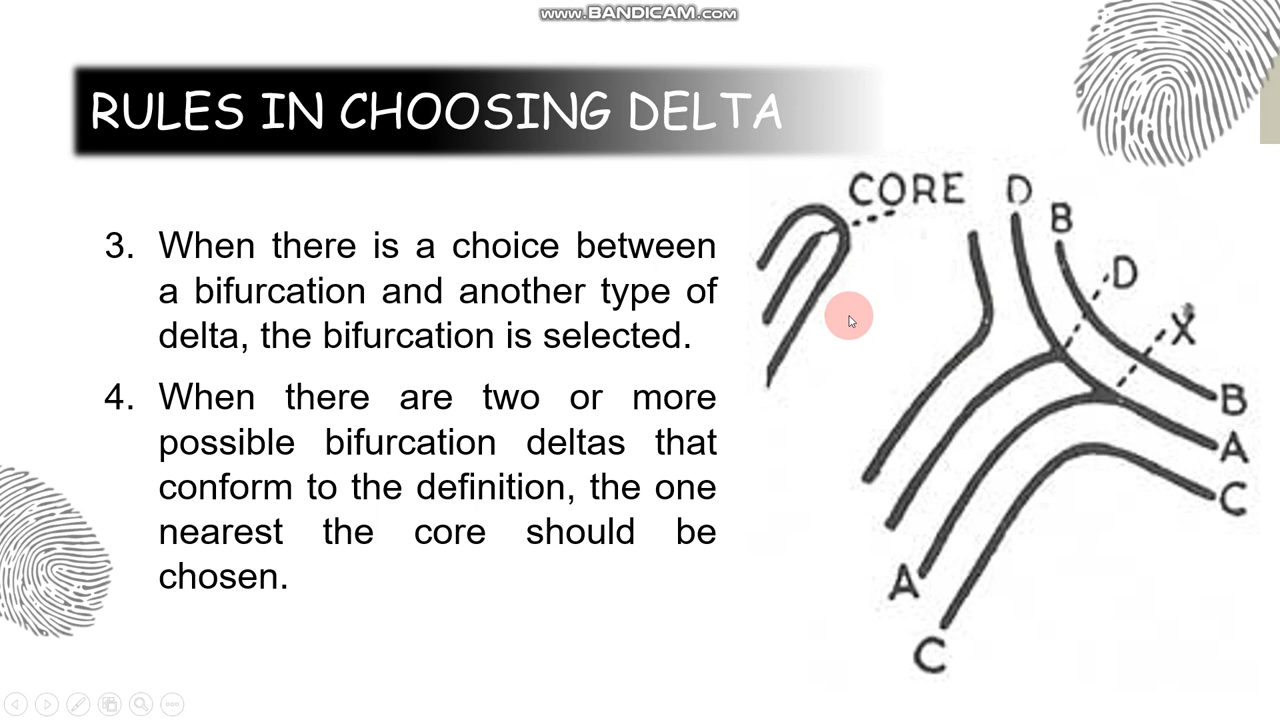 www.BANDICAM.com
RULES IN CHOOSING DELTA
3. When there is a choice between
a bifurcation and another type of
delta, the bifurcation is selected.
4. When there are two or more
possible bifurcation deltas that
conform to the definition, the one
nearest the core should be
chosen.
CORE
D
B
D
X
B
A
C
A
C